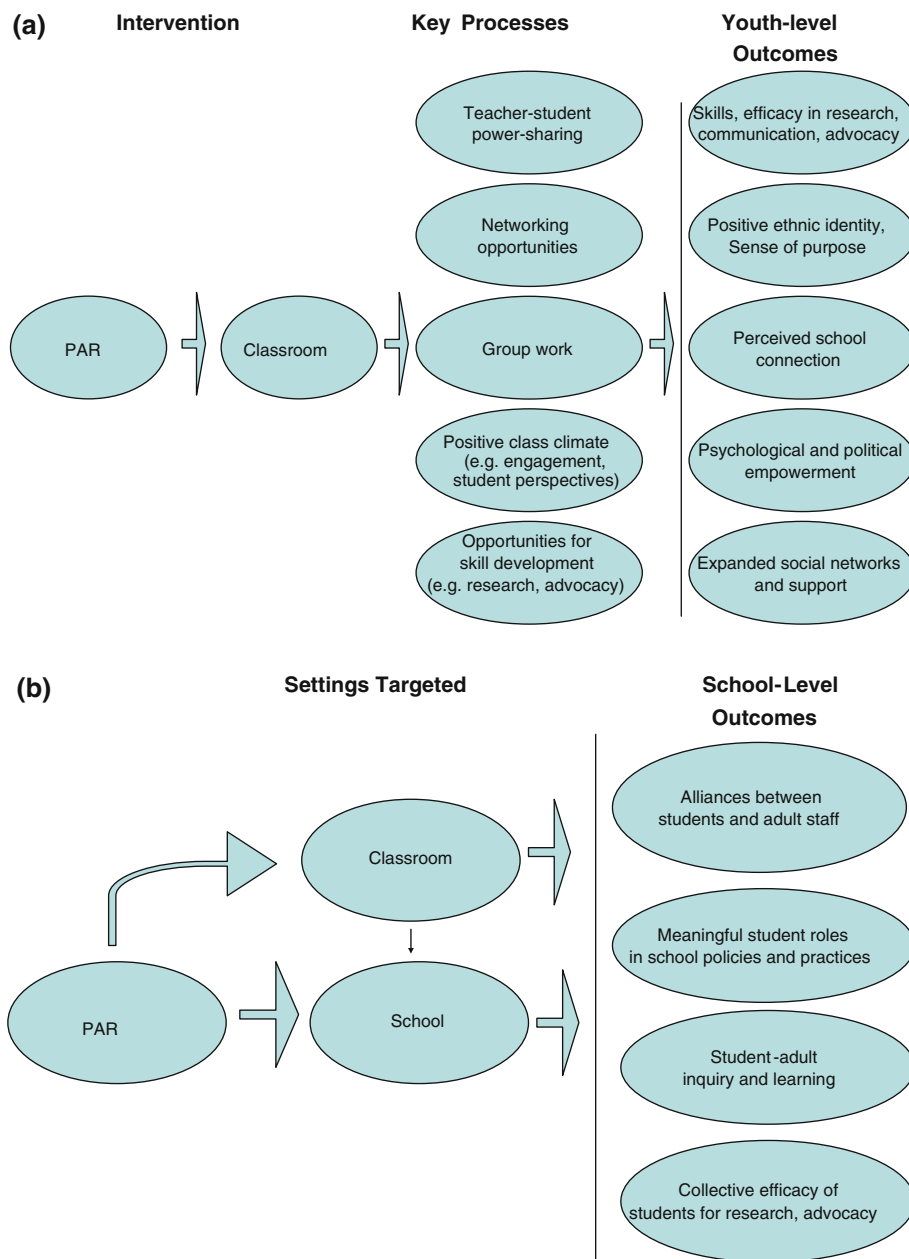 (a)
Intervention
Key Processes
Youth-level
Outcomes
PAR
Classroom
Teacher-student
power-sharing
Networking
opportunities
Group work
Positive class climate
(e.g. engagement,
student perspectives)
Opportunities for
skill development
(e.g. research, advocacy)
Skills, efficacy in research,
communication, advocacy
Positive ethnic identity,
Sense of purpose
Perceived school
connection
Psychological and political
empowerment
Expanded social networks
and support
(b)
Settings Targeted
School-Level
Outcomes
PAR
Classroom
School
Alliances between
students and adult staff
Meaningful student roles
in school policies and practices
Student-adult
inquiry and learning
Collective efficacy of
students for research, advocacy